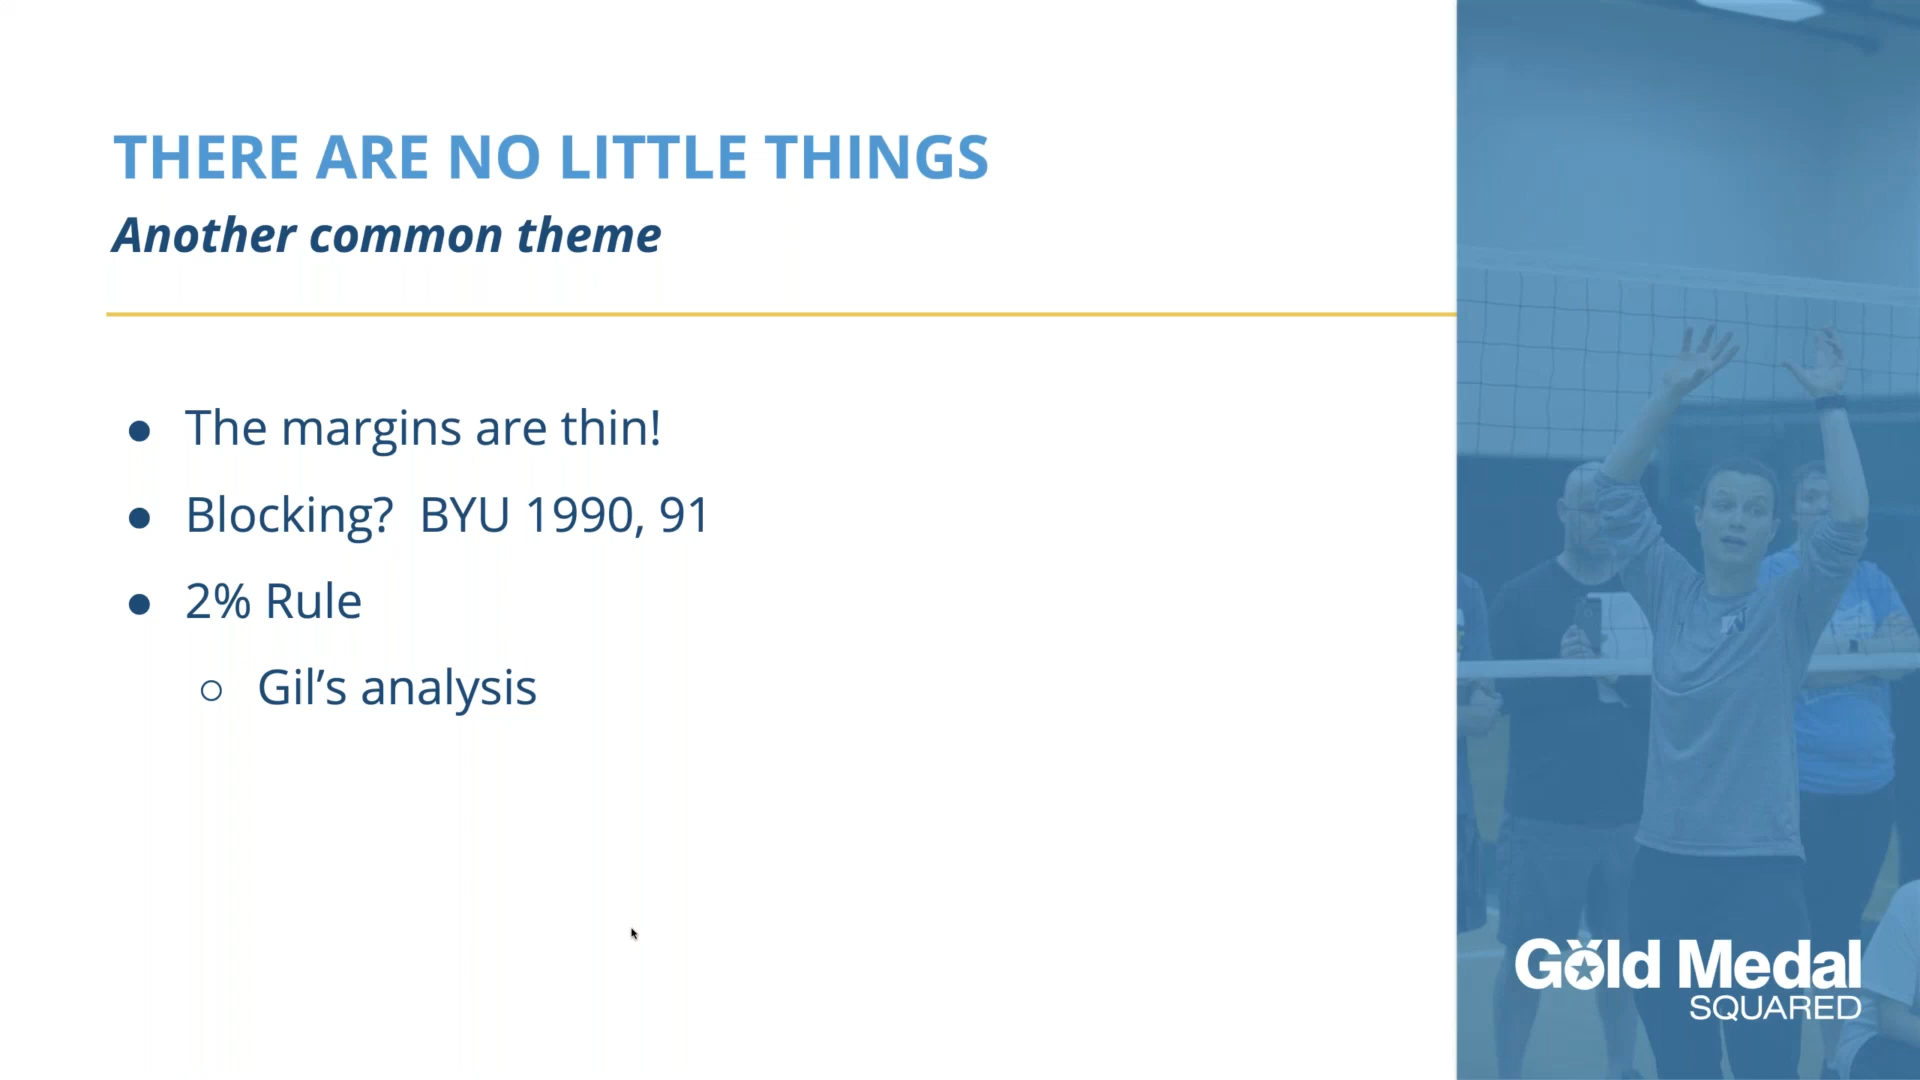 THERE ARE NO LITTLE THINGS
Another common theme
● The margins are thin!
● Blocking?  BYU 1990, 91
● 2% Rule
○ Gil’s analysis
Gold Medal
SQUARED